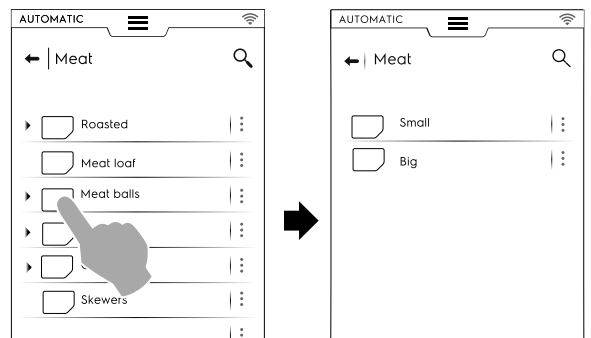 AUTOMATIC
Meat
Roasted
Meat loaf
Meat balls
Skewers
AUTOMATIC
Meat
Small
Big